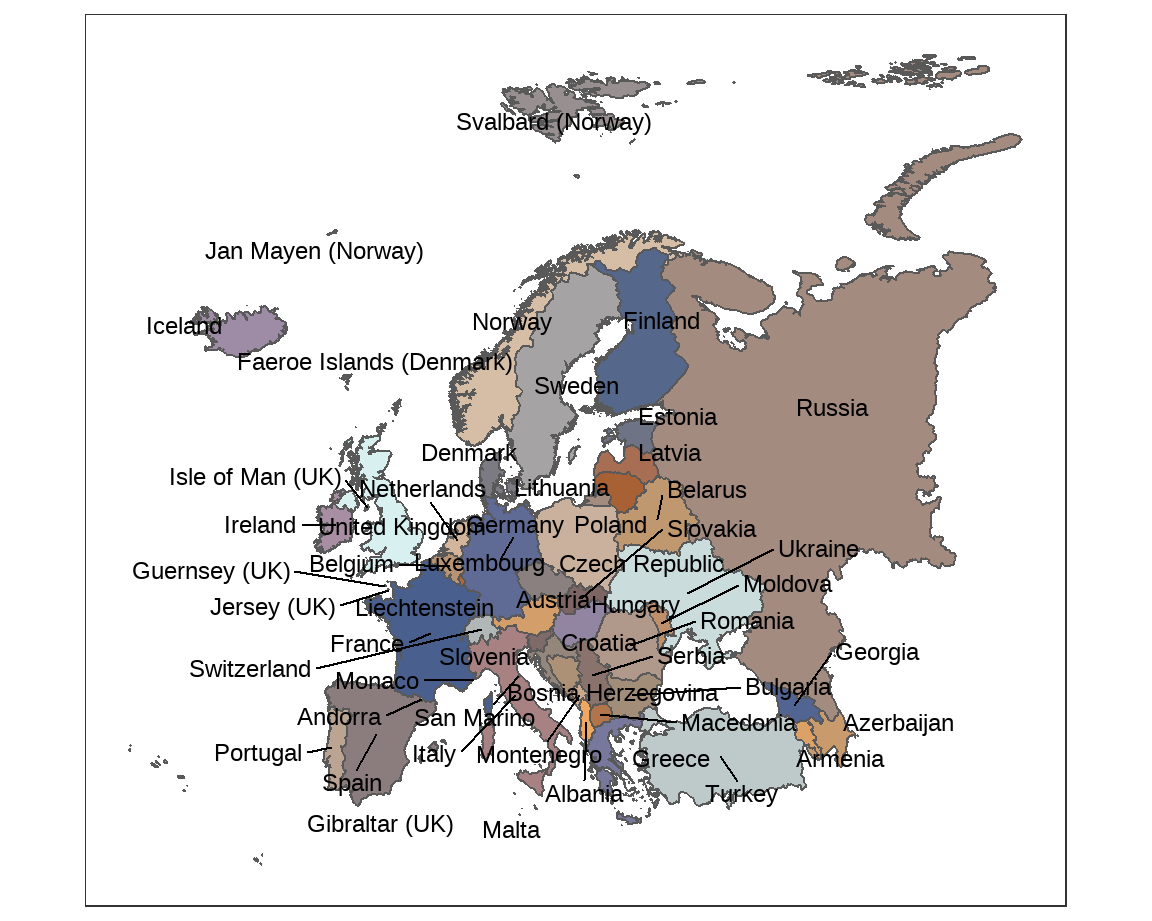 Svalbard (Norway)
Jan Mayen (Norway)
Iceland
Norway
Finland
Faeroe Islands (Denmark)
Sweden
Russia
Estonia
Denmark
Latvia
Isle of Man (UK)
Netherlands
Lithuania
Belarus
Ireland
United Kingdom
Germany
Poland
Slovakia
Ukraine
Guernsey (UK)
Belgium
Luxembourg
Czech Republic
Moldova
Jersey (UK)
Liechtenstein
Austria
Hungary
Romania
France
Croatia
Georgia
Switzerland
Slovenia
Serbia
Monaco
Bosnia Herzegovina
Bulgaria
Andorra
San Marino
Macedonia
Azerbaijan
Portugal
Italy
Montenegro
Greece
Armenia
Spain
Albania
Turkey
Gibraltar (UK)
Malta